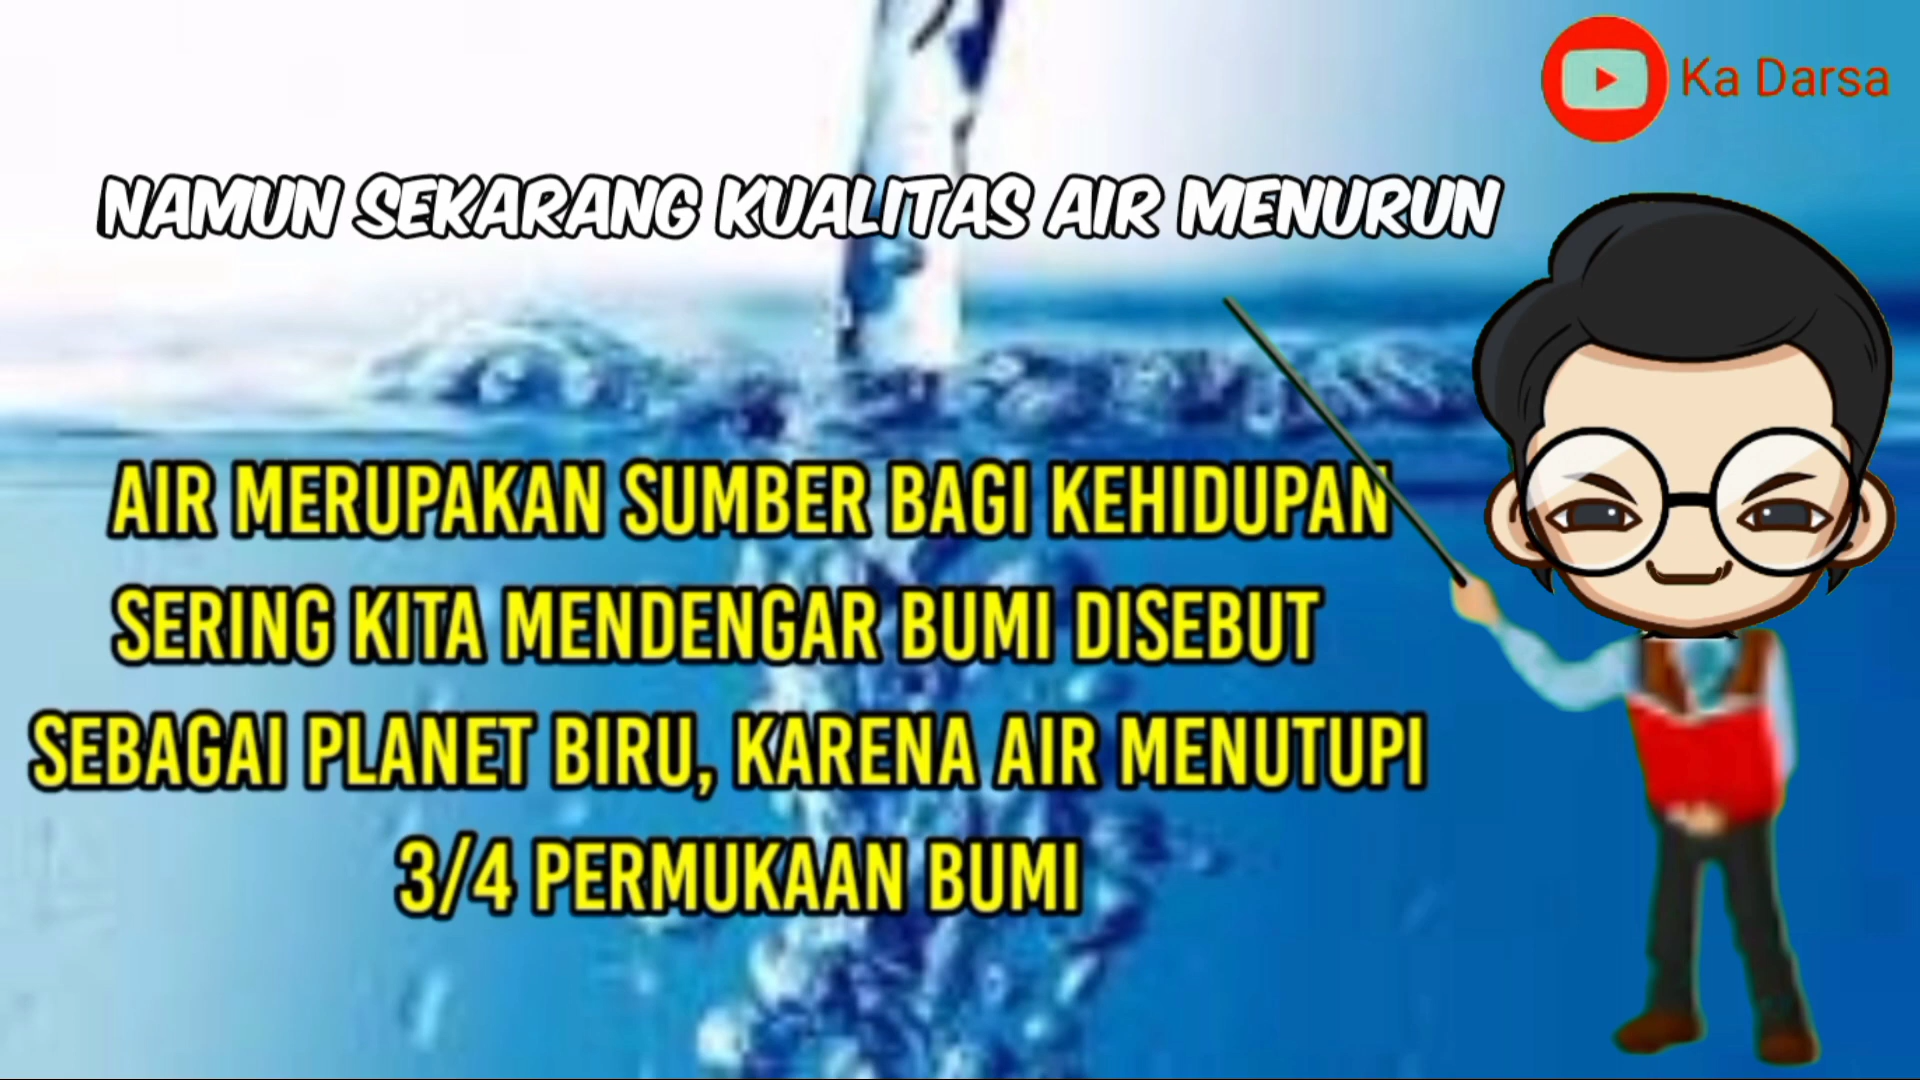 Ka Darsa
NAMUN SEKARANG KUALITAS AIR MENURUN
AIR MERUPAKAN SUMBER BAGI KEHIDUPAN
SERING KITA MENDENGAR BUMI DISEBUT
SEBAGAI PLANET BIRU, KARENA AIR MENUTUPI
3/4 PERMUKAAN BUMI